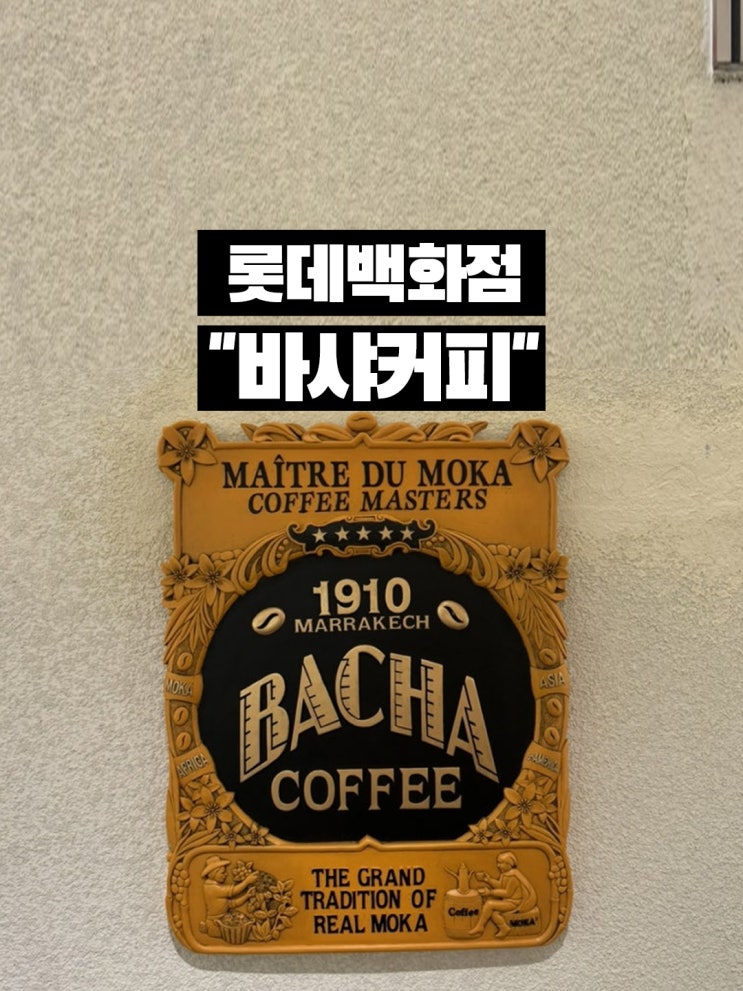 롯데백화점
"바샤커피"
MAÎTRE DU MOKA
COFFEE MASTERS
1910
MARRAKECH
BACHA
COFFEE
MOKA
ASIA
AFRICA
AMERICA
THE GRAND
TRADITION OF
REAL MOKA
Coffee
MOKA